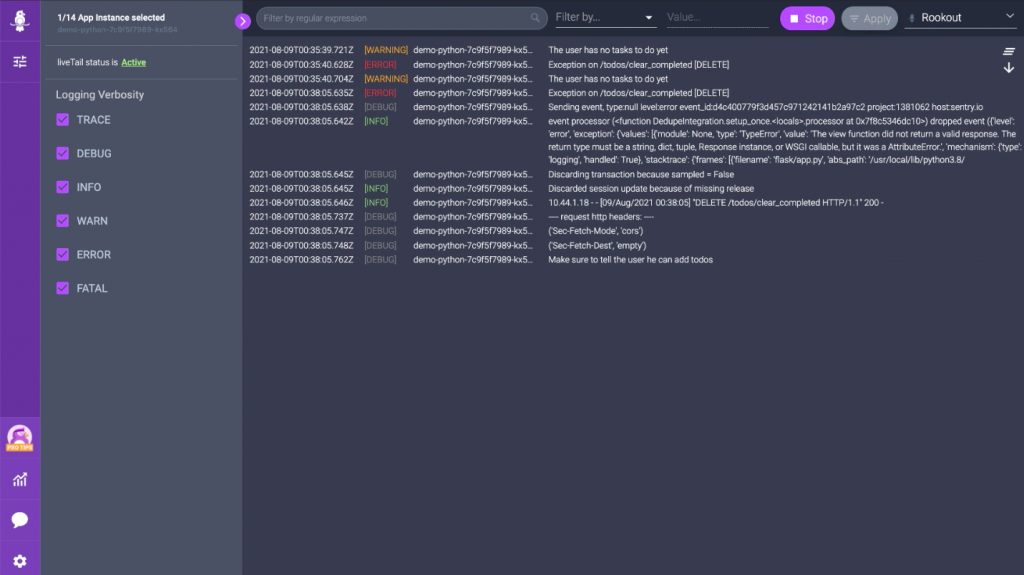 1/14 App Instance selected
demo-python-7c9f5f7989-kx564
liveTail status is Active
Logging Verbosity
TRACE
DEBUG
INFO
WARN
ERROR
FATAL
PRO TIPS
Filter by regular expression
Filter by...
Value...
Stop
Apply
Rookout
2021-08-09T00:35:39.721Z [WARNING] demo-python-7c9f5f7989-kx5... The user has no tasks to do yet
2021-08-09T00:35:40.628Z [ERROR] demo-python-7c9f5f7989-kx5... Exception on /todos/clear_completed [DELETE]
2021-08-09T00:35:40.704Z [WARNING] demo-python-7c9f5f7989-kx5... The user has no tasks to do yet
2021-08-09T00:38:05.635Z [ERROR] demo-python-7c9f5f7989-kx5... Exception on /todos/clear_completed [DELETE]
2021-08-09T00:38:05.638Z [DEBUG] demo-python-7c9f5f7989-kx5... Sending event, type:null level:error event_id:d4c400779f3d457c971242141b2a97c2 project:1381062 host:sentry.io
2021-08-09T00:38:05.642Z [INFO] demo-python-7c9f5f7989-kx5... event processor (<function DedupeIntegration.setup_once.<locals>.processor at 0x7f8c5346dc10>) dropped event ({'level':
'error', 'exception': {'values': [{'module': None, 'type': 'TypeError', 'value': 'The view function did not return a valid response. The
return type must be a string, dict, tuple, Response instance, or WSGI callable, but it was a AttributeError.', 'mechanism': {'type':
'logging', 'handled': True}, 'stacktrace': {'frames': [{'filename': 'flask/app.py', 'abs_path': '/usr/local/lib/python3.8/
2021-08-09T00:38:05.645Z [DEBUG] demo-python-7c9f5f7989-kx5... Discarding transaction because sampled = False
2021-08-09T00:38:05.645Z [INFO] demo-python-7c9f5f7989-kx5... Discarded session update because of missing release
2021-08-09T00:38:05.646Z [INFO] demo-python-7c9f5f7989-kx5... 10.44.1.18 - - [09/Aug/2021 00:38:05] "DELETE /todos/clear_completed HTTP/1.1" 200 -
2021-08-09T00:38:05.737Z [DEBUG] demo-python-7c9f5f7989-kx5... ---- request http headers: ----
2021-08-09T00:38:05.747Z [DEBUG] demo-python-7c9f5f7989-kx5... ('Sec-Fetch-Mode', 'cors')
2021-08-09T00:38:05.748Z [DEBUG] demo-python-7c9f5f7989-kx5... ('Sec-Fetch-Dest', 'empty')
2021-08-09T00:38:05.762Z [DEBUG] demo-python-7c9f5f7989-kx5... Make sure to tell the user he can add todos